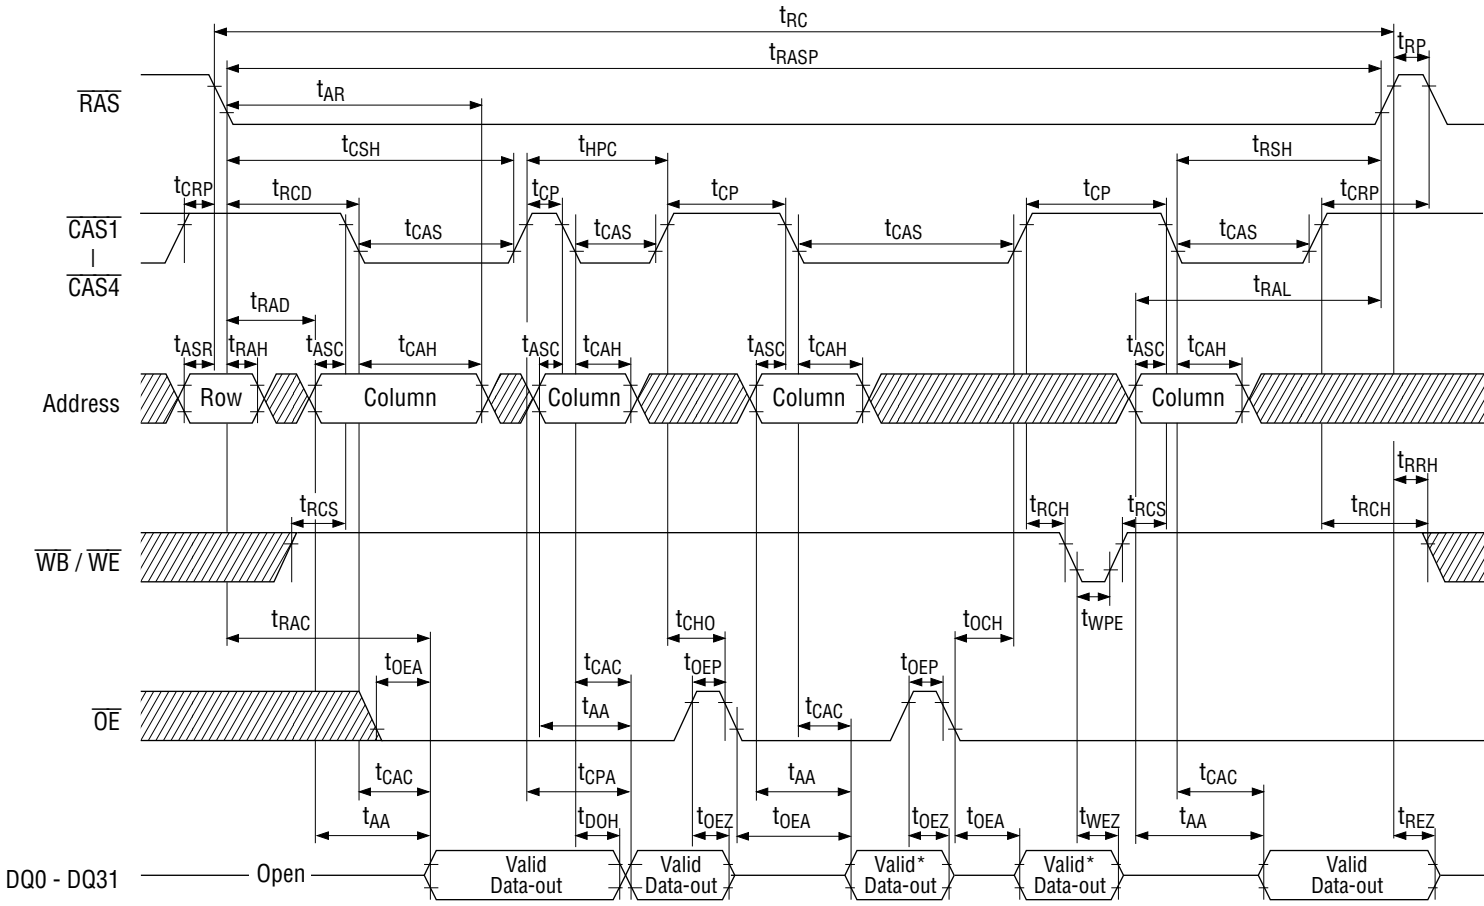 tRC
tRASP
tRP
RAS
tAR
tCSH
tHPC
tRSH
tCRP
tRCD
tCP
tCP
tCP
tCRP
CAS1
|
CAS4
tCAS
tCAS
tCAS
tCAS
tRAD
tRAL
tASR
tRAH
tASC
tCAH
tASC
tCAH
tASC
tCAH
tASC
tCAH
Address
Row
Column
Column
Column
Column
tRRH
tRCS
tRCH
tRCS
tRCH
WB / WE
tWPE
tRAC
tCHO
tOCH
tOEA
tCAC
tOEP
tOEP
OE
tAA
tCAC
tCAC
tCPA
tAA
tCAC
tAA
tDOH
tOEZ
tOEA
tOEZ
tOEA
tWEZ
tAA
tREZ
DQ0 - DQ31
Open
Valid
Data-out
Valid
Data-out
Valid*
Data-out
Valid*
Data-out
Valid
Data-out